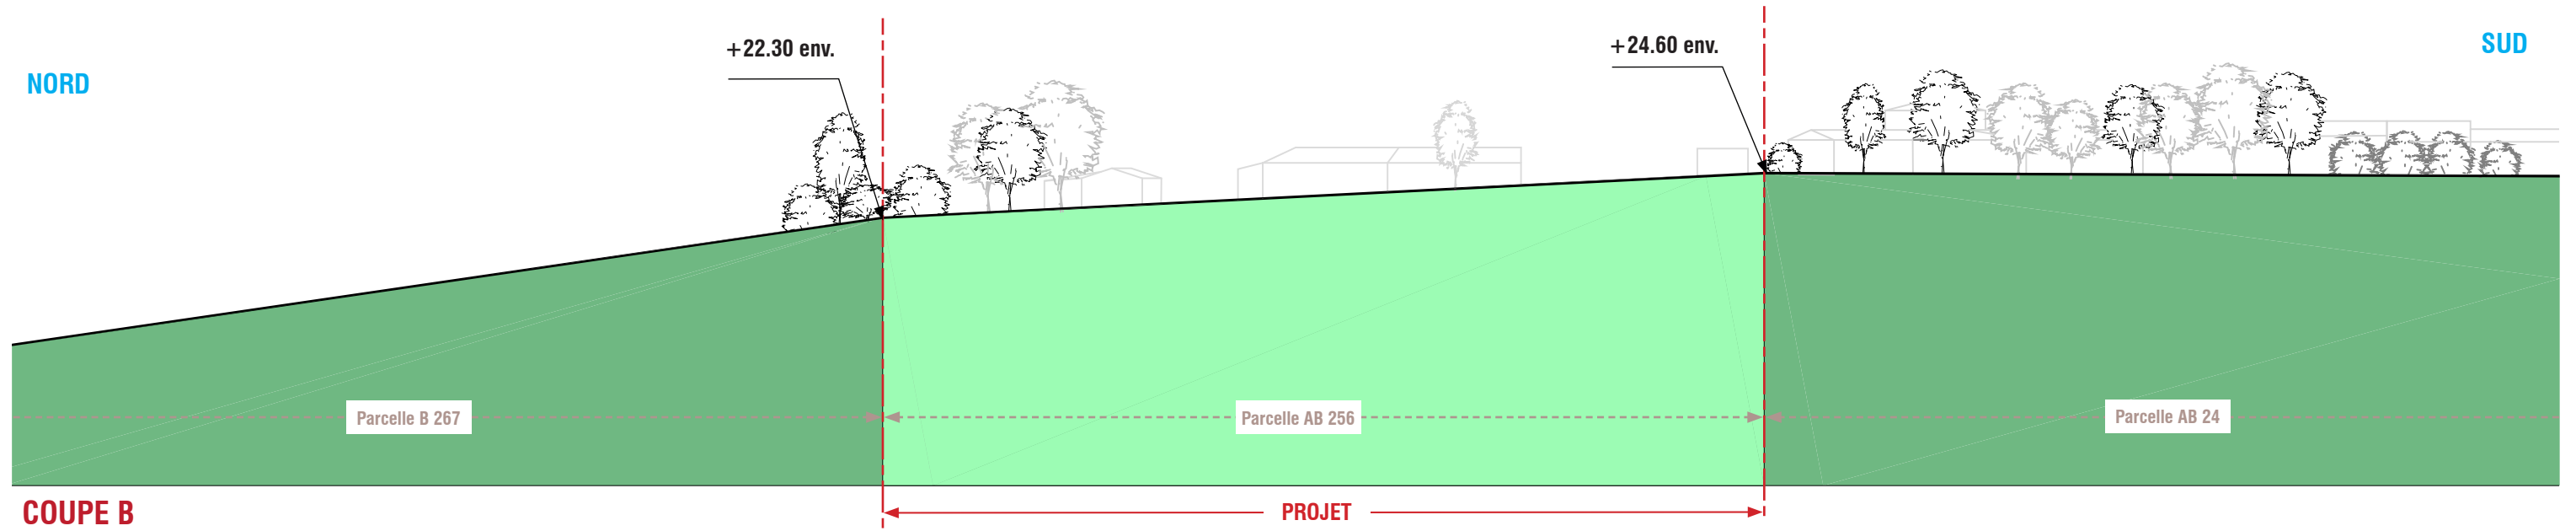 NORD
+22.30 env.
+24.60 env.
SUD
Parcelle B 267
Parcelle AB 256
Parcelle AB 24
COUPE B
PROJET